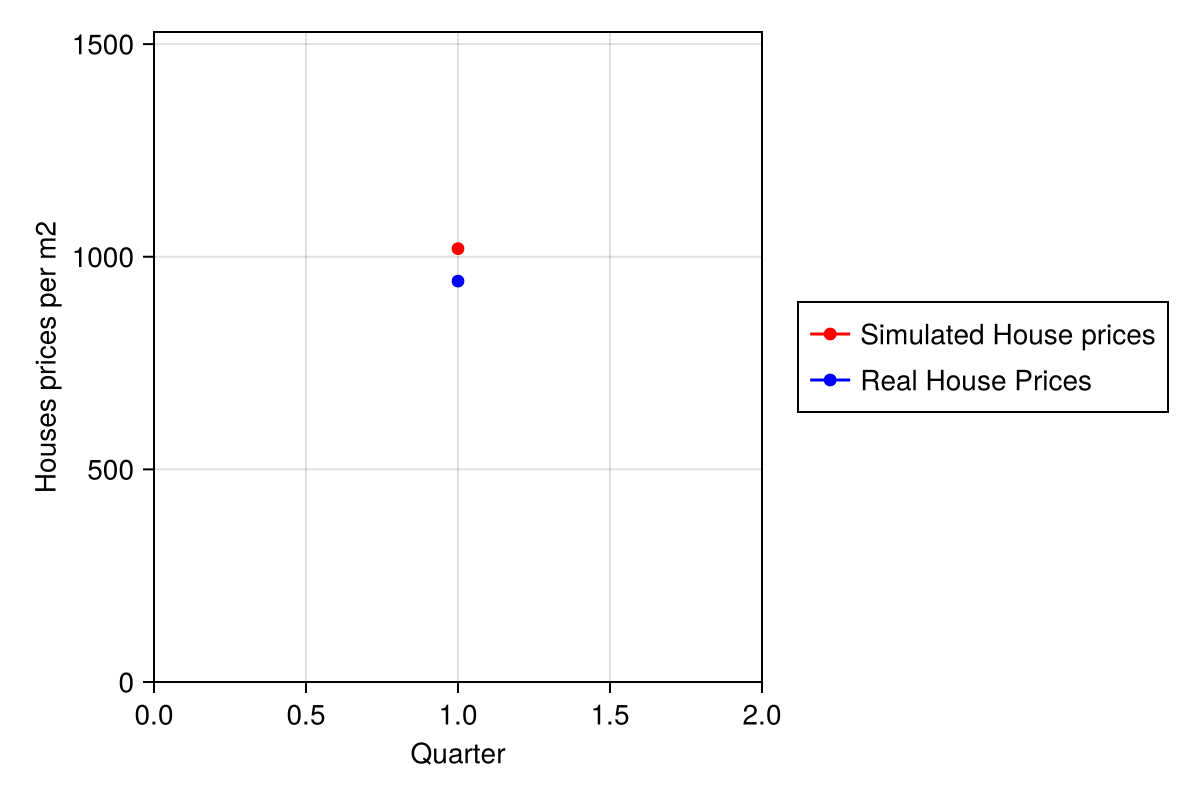 1500
1000
500
0
Houses prices per m2
0.0 0.5 1.0 1.5 2.0
Quarter
Simulated House prices
Real House Prices